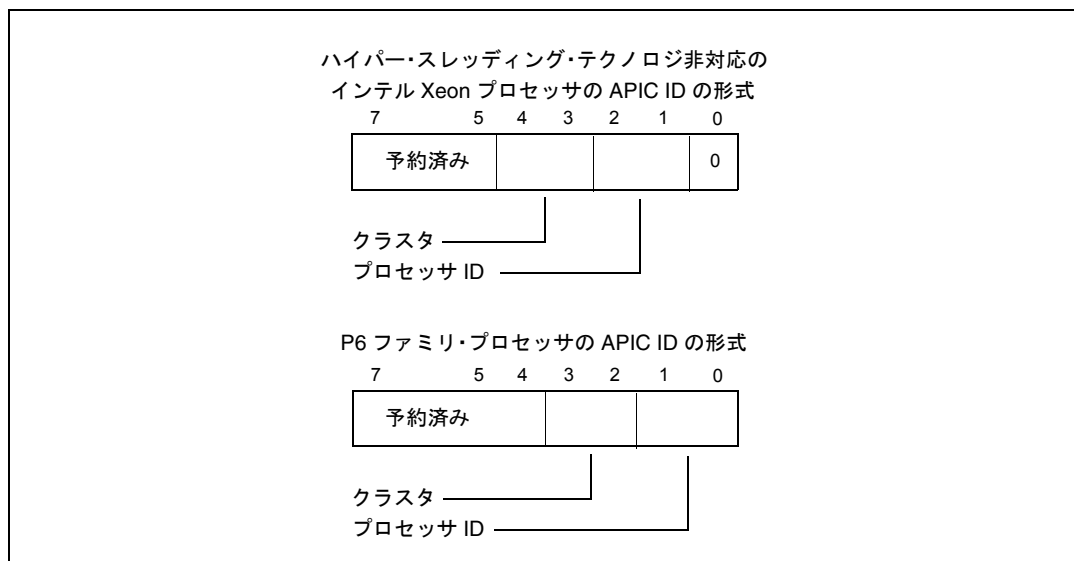 ハイパー・スレッディング・テクノロジ非対応の
インテル Xeon プロセッサの APIC ID の形式
7 5 4 3 2 1 0
予約済み 0
クラスタ
プロセッサ ID
P6 ファミリ・プロセッサの APIC ID の形式
7 5 4 3 2 1 0
予約済み
クラスタ
プロセッサ ID